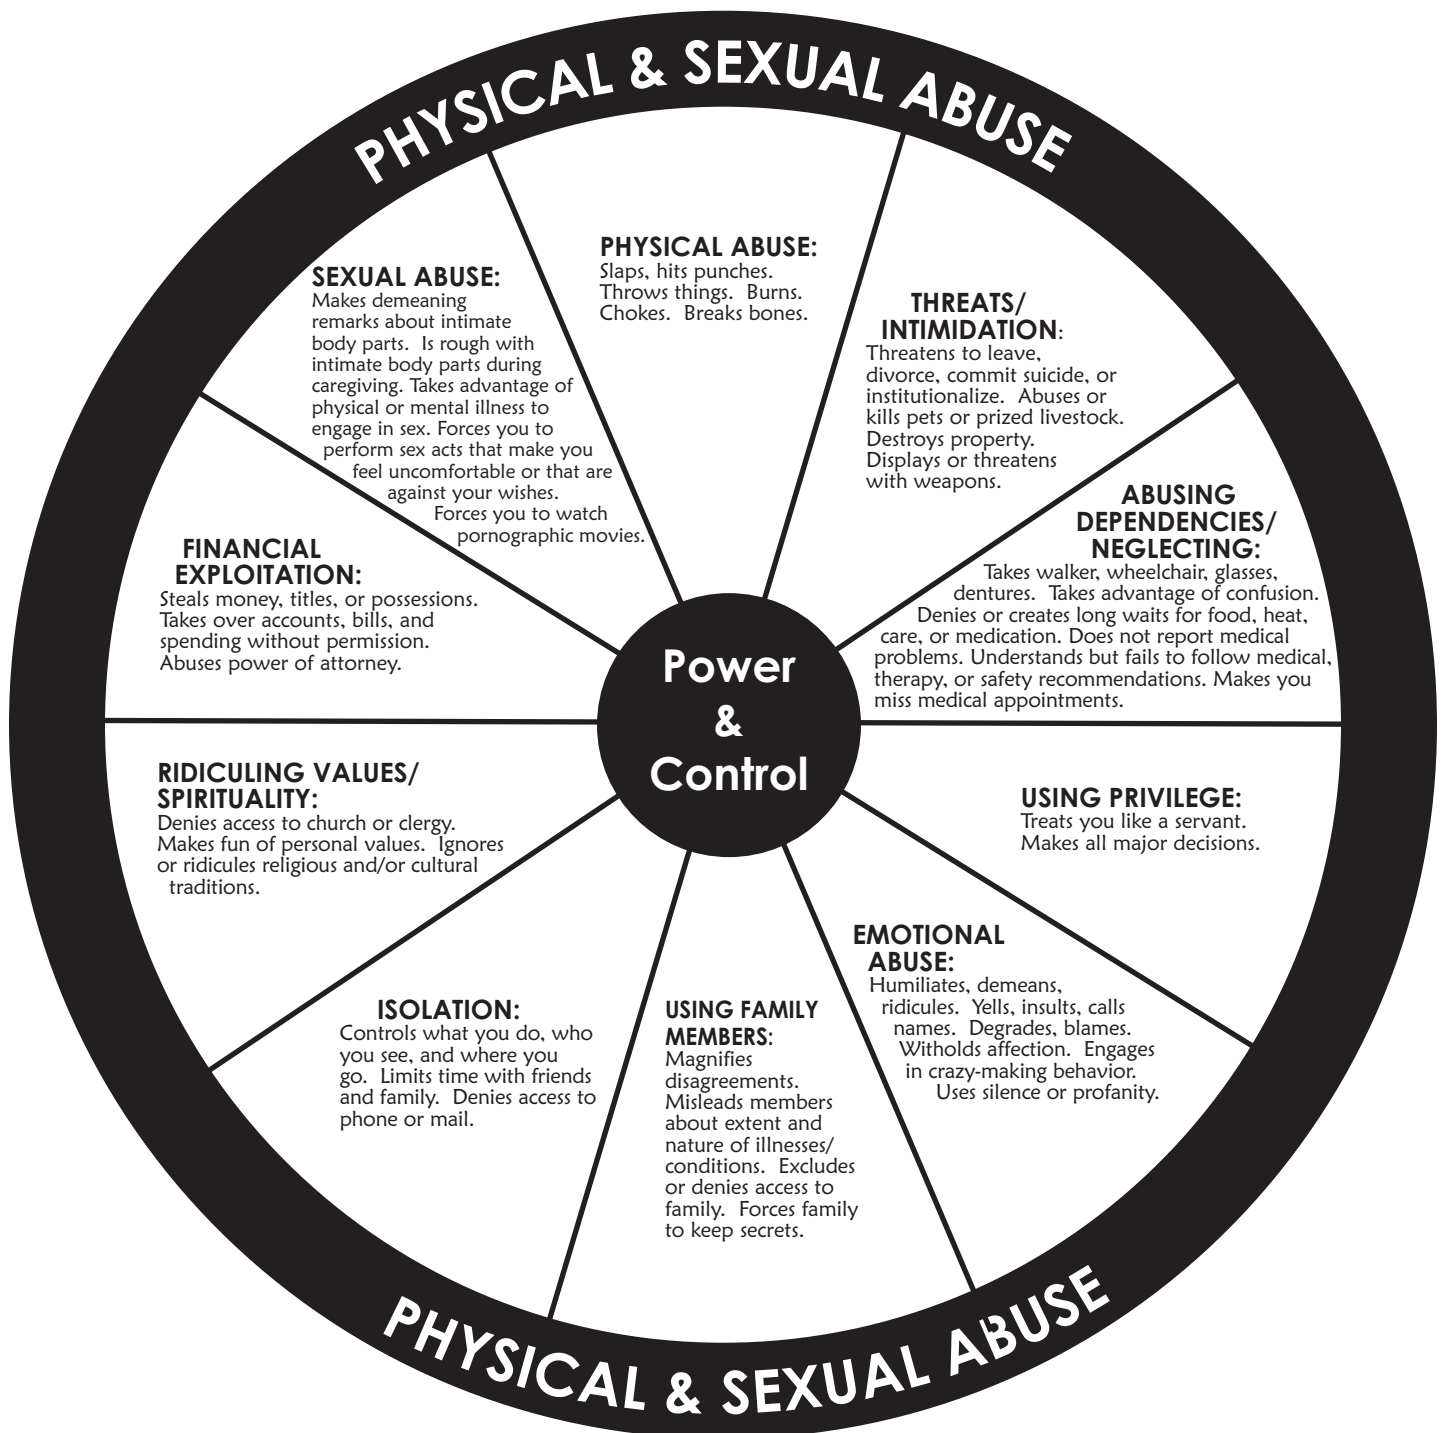 PHYSICAL & SEXUAL ABUSE
PHYSICAL ABUSE:
Slaps, hits punches.
Throws things.  Burns.
Chokes.  Breaks bones.
THREATS/
INTIMIDATION:
Threatens to leave,
divorce, commit suicide, or
institutionalize.  Abuses or
kills pets or prized livestock.
Destroys property.
Displays or threatens
with weapons.
ABUSING
DEPENDENCIES/
NEGLECTING:
Takes walker, wheelchair, glasses,
dentures.  Takes advantage of confusion.
Denies or creates long waits for food, heat,
care, or medication. Does not report medical
problems. Understands but fails to follow medical,
therapy, or safety recommendations. Makes you
miss medical appointments.
USING PRIVILEGE:
Treats you like a servant.
Makes all major decisions.
EMOTIONAL
ABUSE:
Humiliates, demeans,
ridicules.  Yells, insults, calls
names.  Degrades, blames.
Witholds affection.  Engages
in crazy-making behavior.
Uses silence or profanity.
USING FAMILY
MEMBERS:
Magnifies
disagreements.
Misleads members
about extent and
nature of illnesses/
conditions.  Excludes
or denies access to
family.  Forces family
to keep secrets.
ISOLATION:
Controls what you do, who
you see, and where you
go.  Limits time with friends
and family.  Denies access to
phone or mail.
RIDICULING VALUES/
SPIRITUALITY:
Denies access to church or clergy.
Makes fun of personal values.  Ignores
or ridicules religious and/or cultural
traditions.
FINANCIAL
EXPLOITATION:
Steals money, titles, or possessions.
Takes over accounts, bills, and
spending without permission.
Abuses power of attorney.
SEXUAL ABUSE:
Makes demeaning
remarks about intimate
body parts.  Is rough with
intimate body parts during
caregiving. Takes advantage of
physical or mental illness to
engage in sex. Forces you to
perform sex acts that make you
feel uncomfortable or that are
against your wishes.
Forces you to watch
pornographic movies.
Power
&
Control
PHYSICAL & SEXUAL ABUSE